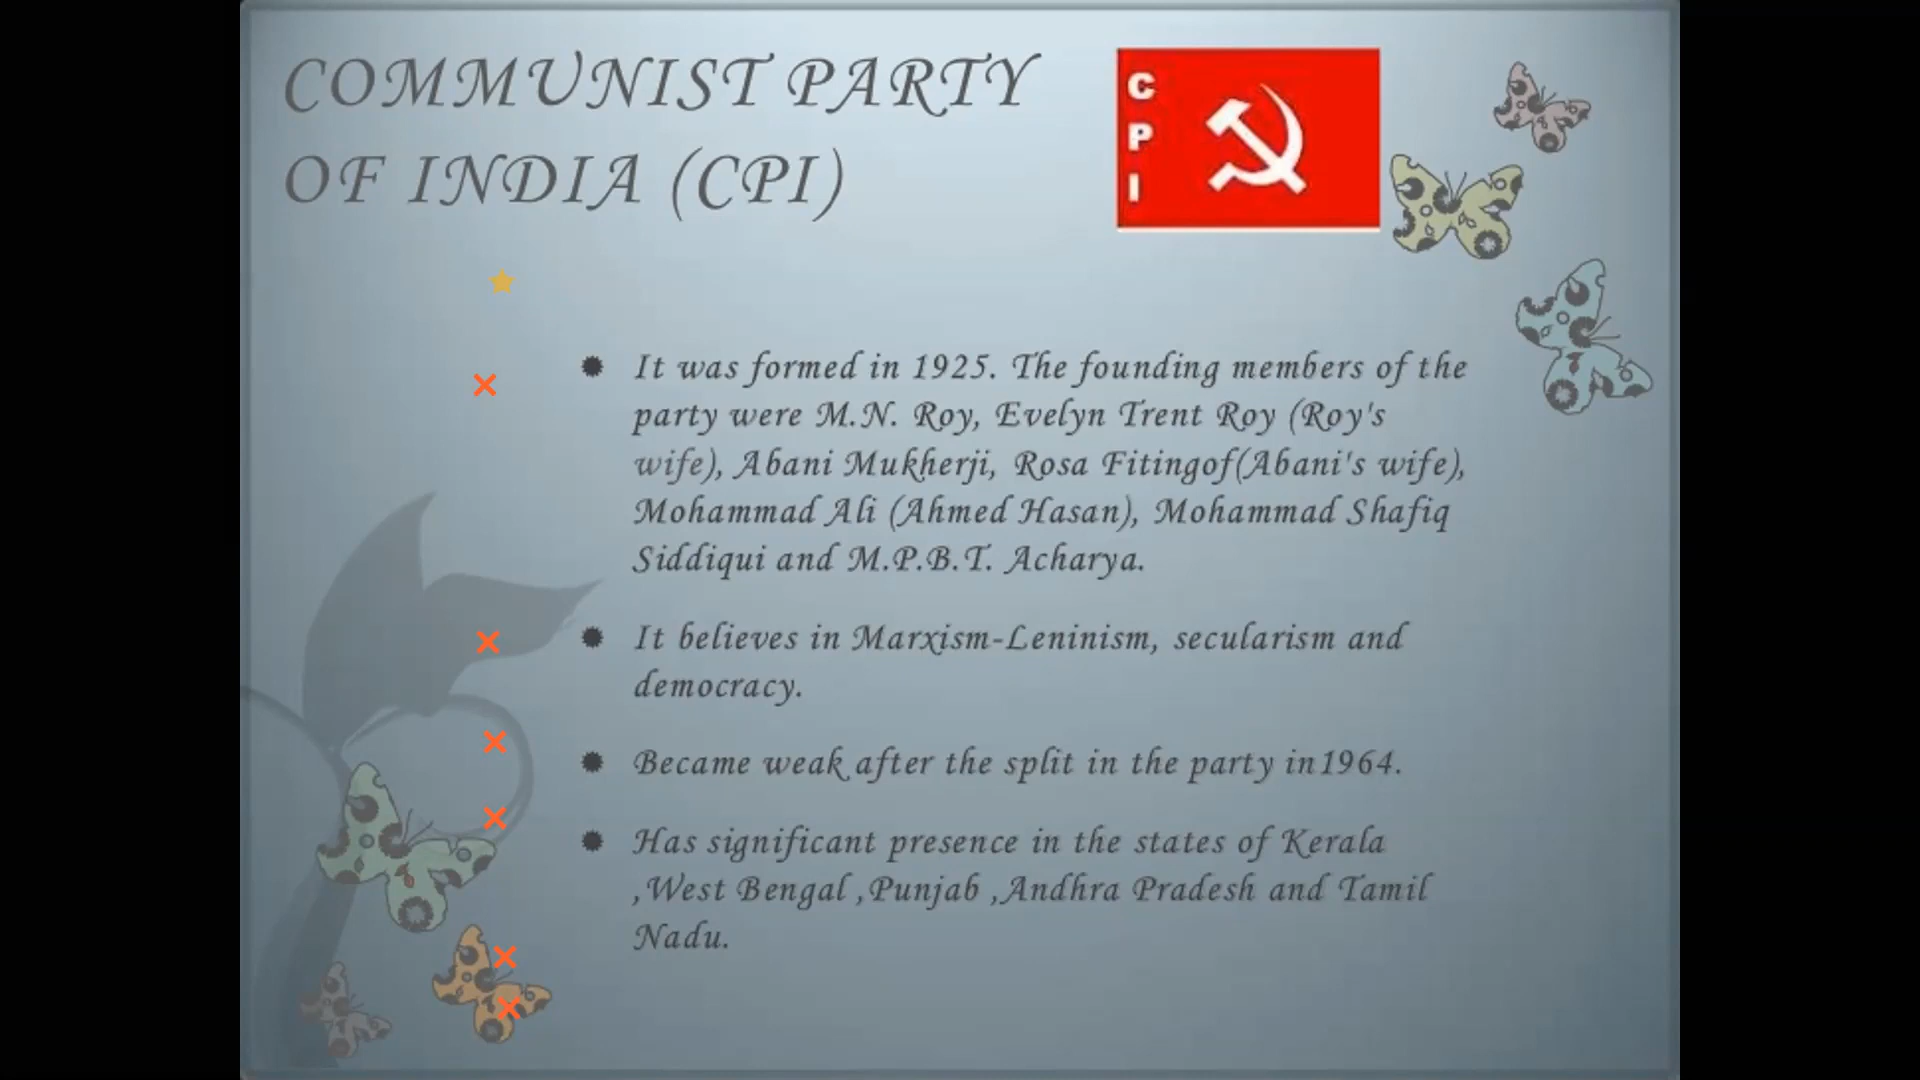 COMMUNIST PARTY
OF INDIA (CPI)
C
P
I
It was formed in 1925. The founding members of the
party were M.N. Roy, Evelyn Trent Roy (Roy's
wife), Abani Mukherji, Rosa Fitingof(Abani's wife),
Mohammad Ali (Ahmed Hasan), Mohammad Shafiq
Siddiqui and M.P.B.T. Acharya.
It believes in Marxism-Leninism, secularism and
democracy.
Became weak after the split in the party in1964.
Has significant presence in the states of Kerala
,West Bengal ,Punjab ,Andhra Pradesh and Tamil
Nadu.